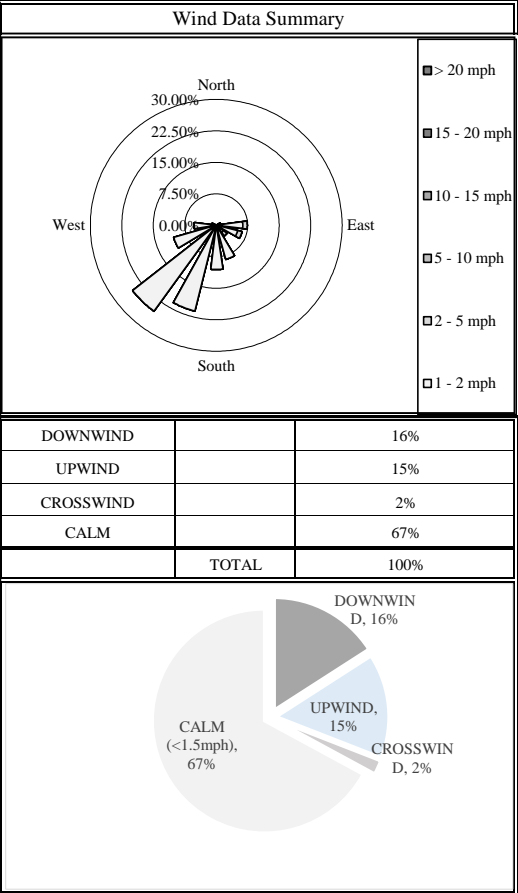 Wind Data Summary
North
30.00%
22.50%
15.00%
7.50%
0.00%
West
East
South
> 20 mph
15 - 20 mph
10 - 15 mph
5 - 10 mph
2 - 5 mph
1 - 2 mph
DOWNWIND 16%
UPWIND 15%
CROSSWIND 2%
CALM 67%
TOTAL 100%
DOWNWIN
D, 16%
UPWIND,
15%
CROSSWIN
D, 2%
CALM
(<1.5mph),
67%